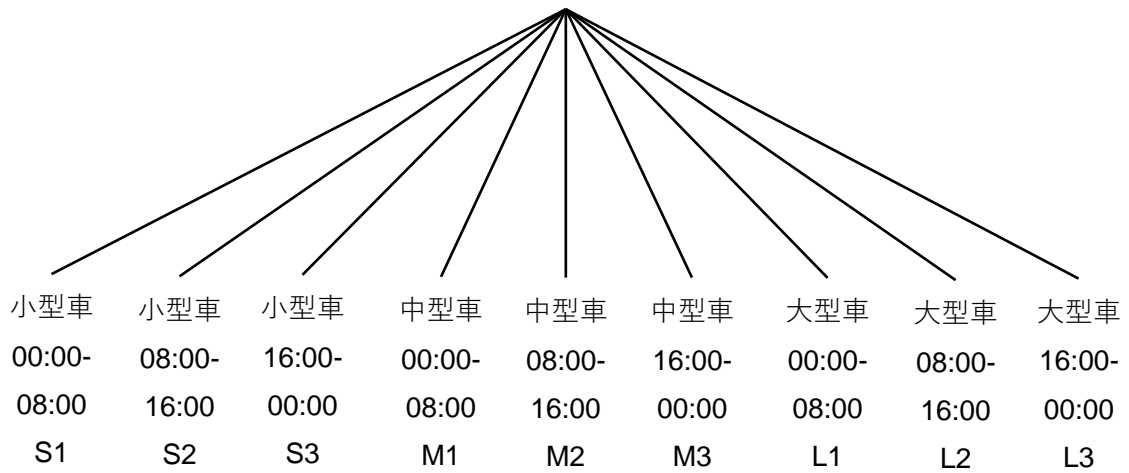 小型車 小型車 小型車 中型車 中型車 中型車 大型車 大型車 大型車
00:00- 08:00- 16:00- 00:00- 08:00- 16:00- 00:00- 08:00- 16:00-
08:00 16:00 00:00 08:00 16:00 00:00 08:00 16:00 00:00
S1 S2 S3 M1 M2 M3 L1 L2 L3